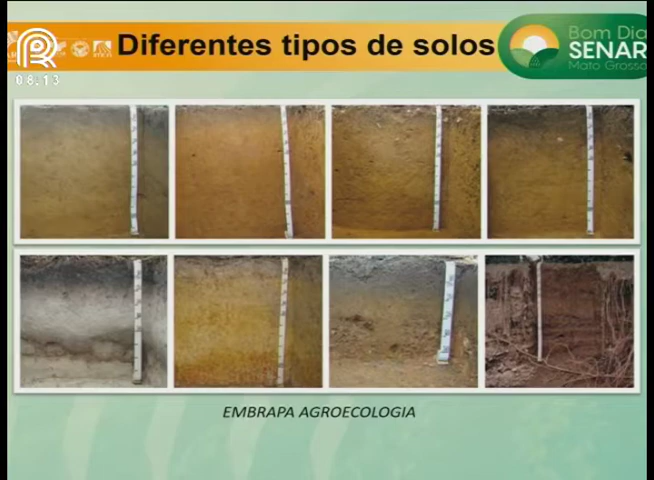 Diferentes tipos de solos
Bom Dia
SENAR
Mato Grosso
08:13
EMBRAPA AGROECOLOGIA